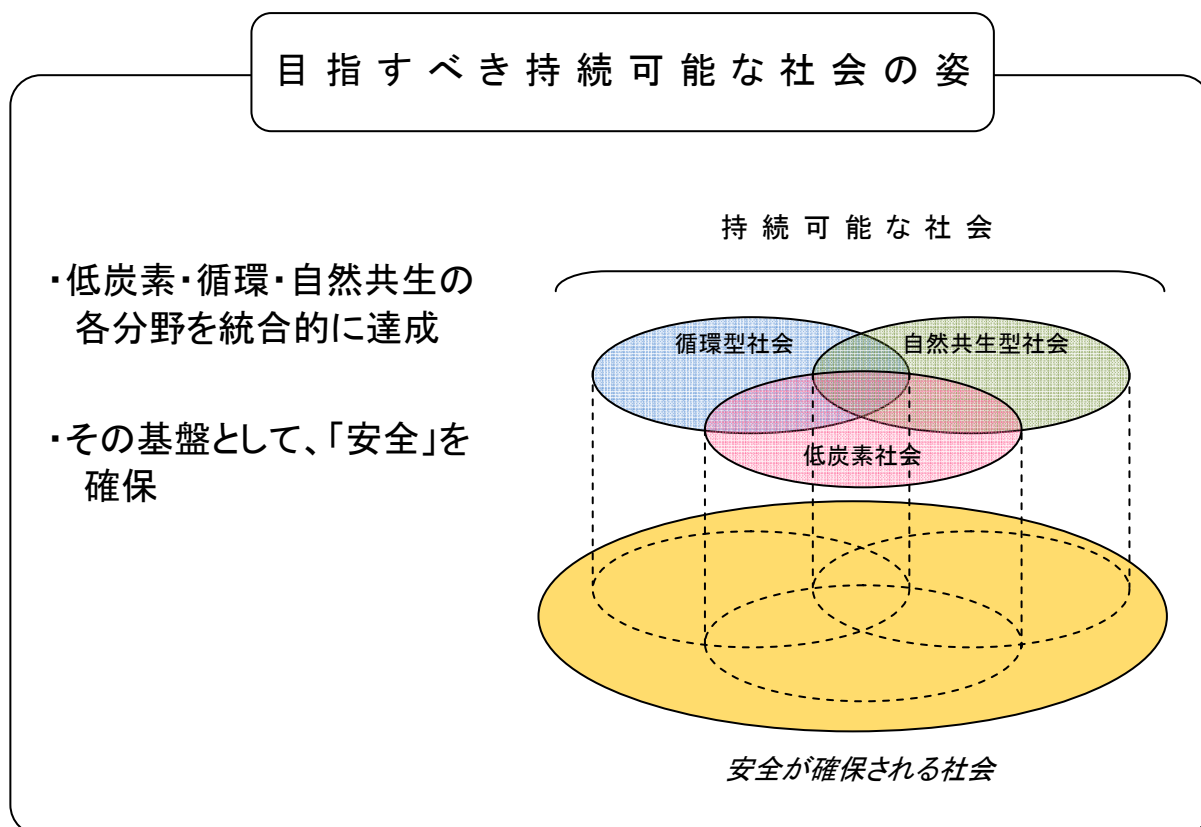 目指すべき持続可能な社会の姿
・低炭素・循環・自然共生の
各分野を統合的に達成
・その基盤として、「安全」を
確保
持続可能な社会
循環型社会
自然共生型社会
低炭素社会
安全が確保される社会